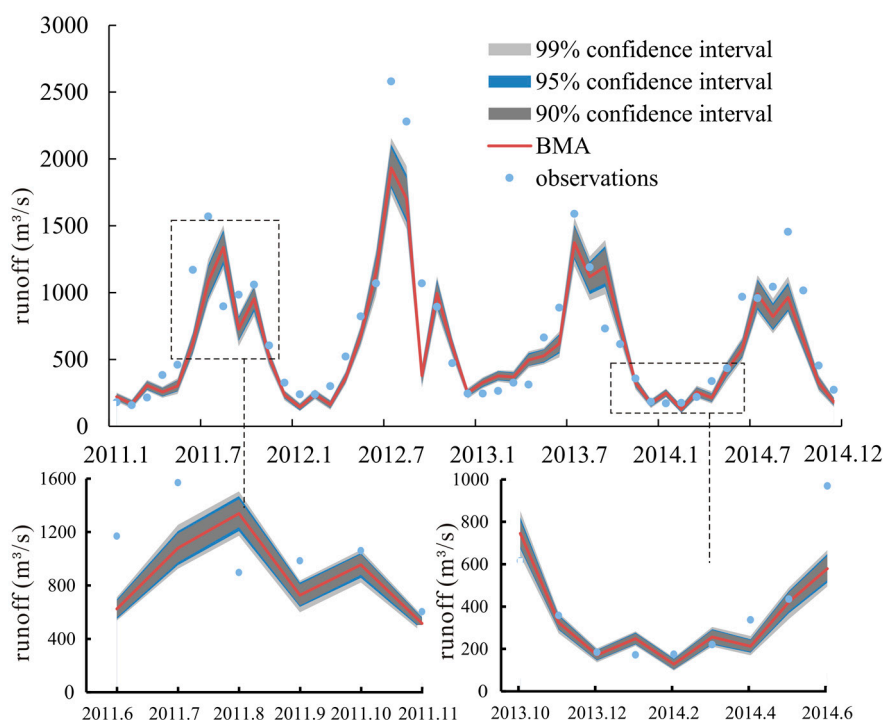 3000
99% confidence interval
95% confidence interval
2500
90% confidence interval
BMA
2000
observations
1500
1000
500
0
runoff (m³/s)
2011.1 2011.7 2012.1 2012.7 2013.1 2013.7 2014.1 2014.7 2014.12
1600
1200
800
400
0
runoff (m³/s)
2011.6 2011.7 2011.8 2011.9 2011.10 2011.11
1000
800
600
400
200
0
runoff (m³/s)
2013.10 2013.12 2014.2 2014.4 2014.6